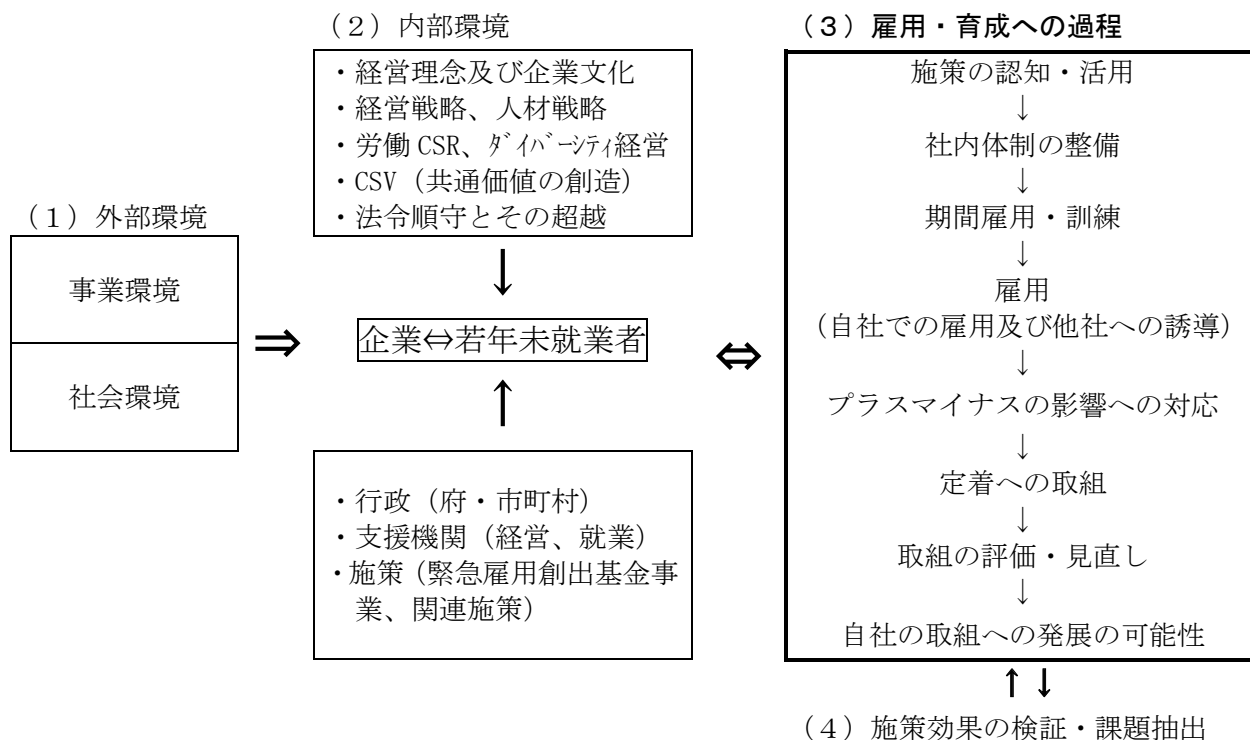 （１）外部環境
事業環境
社会環境
⇒
（２）内部環境
・経営理念及び企業文化
・経営戦略、人材戦略
・労働 CSR、ﾀﾞｲﾊﾞｰｼﾃｨ経営
・CSV（共通価値の創造）
・法令順守とその超越
↓
企業⇔若年未就業者
↑
・行政（府・市町村）
・支援機関（経営、就業）
・施策（緊急雇用創出基金事
業、関連施策）
⇔
（３）雇用・育成への過程
施策の認知・活用
↓
社内体制の整備
↓
期間雇用・訓練
↓
雇用
（自社での雇用及び他社への誘導）
↓
プラスマイナスの影響への対応
↓
定着への取組
↓
取組の評価・見直し
↓
自社の取組への発展の可能性
↑↓
（４）施策効果の検証・課題抽出